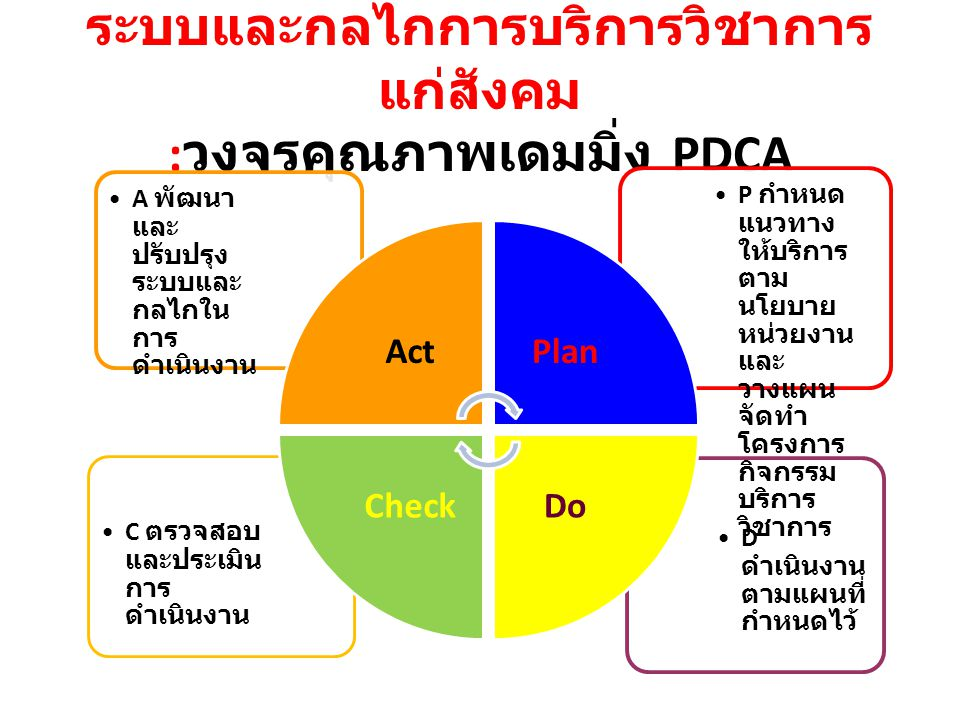 ระบบและกลไกการบริการวิชาการ
แก่สังคม
:วงจรคุณภาพเดมมิ่ง PDCA
• A พัฒนา
และ
ปรับปรุง
ระบบและ
กลไกใน
การ
ดำเนินงาน
• P กำหนด
แนวทาง
ให้บริการ
ตาม
นโยบาย
หน่วยงาน
และ
วางแผน
จัดทำ
โครงการ
กิจกรรม
บริการ
วิชาการ
Act
Plan
Check
Do
• C ตรวจสอบ
และประเมิน
การ
ดำเนินงาน
• D
ดำเนินงาน
ตามแผนที่
กำหนดไว้